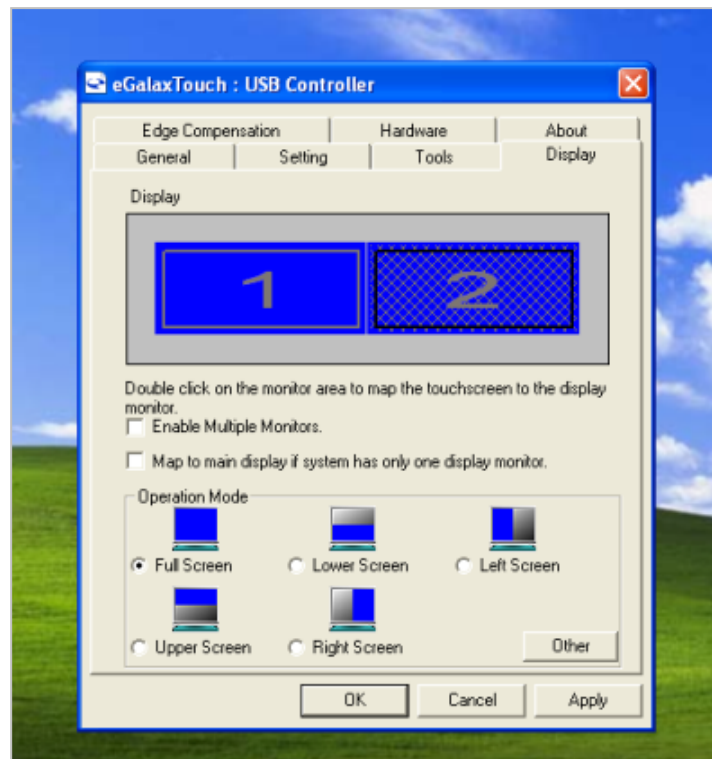 eGalaxTouch : USB Controller
Edge Compensation Hardware About
General Setting Tools Display
Display
1 2
Double click on the monitor area to map the touchscreen to the display
monitor.
Enable Multiple Monitors.
Map to main display if system has only one display monitor.
Operation Mode
Full Screen Lower Screen Left Screen
Upper Screen Right Screen Other
OK Cancel Apply